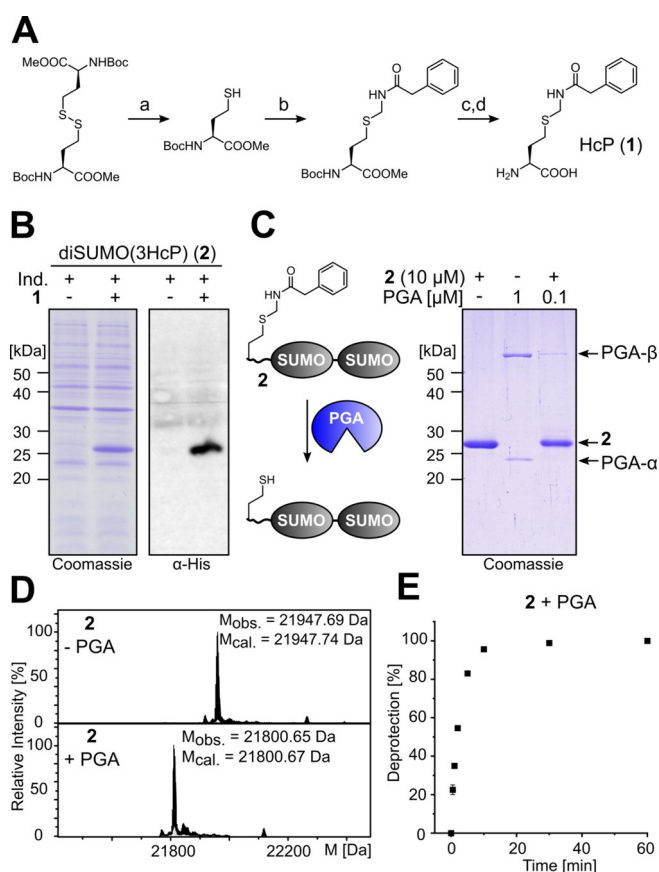 A
MeOOC NHBoc
S
S
BocHN COOMe
a
SH
BocHN COOMe
b
O
HN
S
BocHN COOMe
c,d
O
HN
S
H2N COOH
HcP (1)
B
diSUMO(3HcP) (2)
Ind. + + + +
1 - + - +
[kDa]
50
40
30
25
20
Coomassie α-His
C
O
HN
S
2
SUMO SUMO
PGA
SH
SUMO SUMO
2 (10 µM) + - +
PGA [µM] - 1 0.1
[kDa]
50
40
30
25
20
PGA-β
2
PGA-α
Coomassie
D
Relative Intensity [%]
100
50
0
2
- PGA
Mobs. = 21947.69 Da
Mcal. = 21947.74 Da
100
50
0
2
+ PGA
Mobs. = 21800.65 Da
Mcal. = 21800.67 Da
21800 22200 M [Da]
E
2 + PGA
Deprotection [%]
100
80
60
40
20
0
0 20 40 60
Time [min]